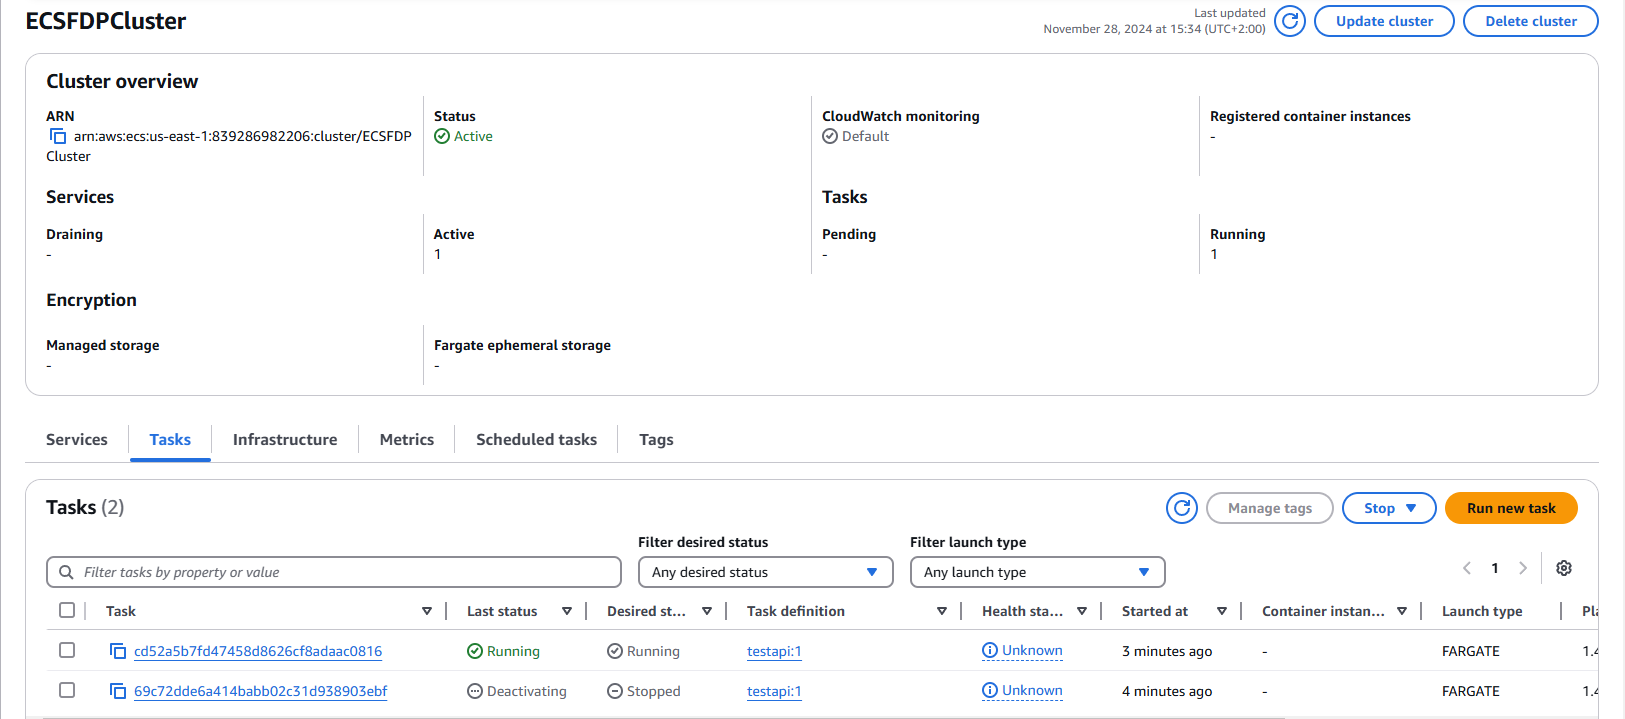 ECSFDPCluster
Last updated
November 28, 2024 at 15:34 (UTC+2:00)
Update cluster
Delete cluster
Cluster overview
ARN
arn:aws:ecs:us-east-1:839286982206:cluster/ECSFDP
Cluster
Status
Active
CloudWatch monitoring
Default
Registered container instances
-
Services
Tasks
Draining
-
Active
1
Pending
-
Running
1
Encryption
Managed storage
-
Fargate ephemeral storage
-
Services Tasks Infrastructure Metrics Scheduled tasks Tags
Tasks (2)
Manage tags
Stop
Run new task
Filter desired status
Filter launch type
Filter tasks by property or value
Any desired status
Any launch type
1
Task Last status Desired st... Task definition Health sta... Started at Container instan... Launch type Pla
cd52a5b7fd47458d8626cf8adaac0816 Running Running testapi:1 Unknown 3 minutes ago - FARGATE 1.4
69c72dde6a414babb02c31d938903ebf Deactivating Stopped testapi:1 Unknown 4 minutes ago - FARGATE 1.4